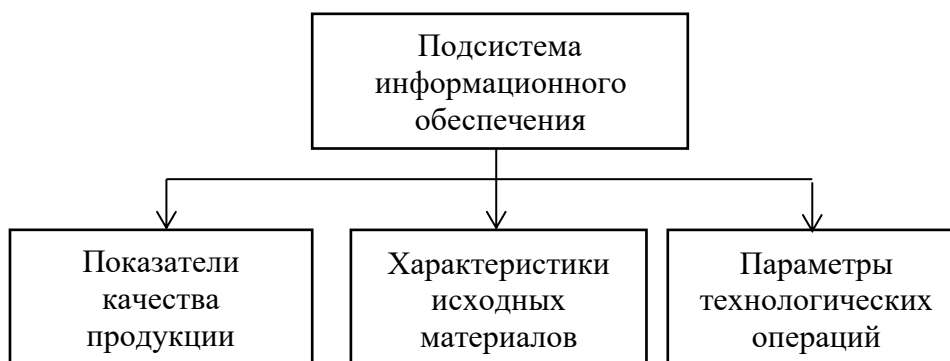 Подсистема
информационного
обеспечения
Показатели
качества
продукции
Характеристики
исходных
материалов
Параметры
технологических
операций